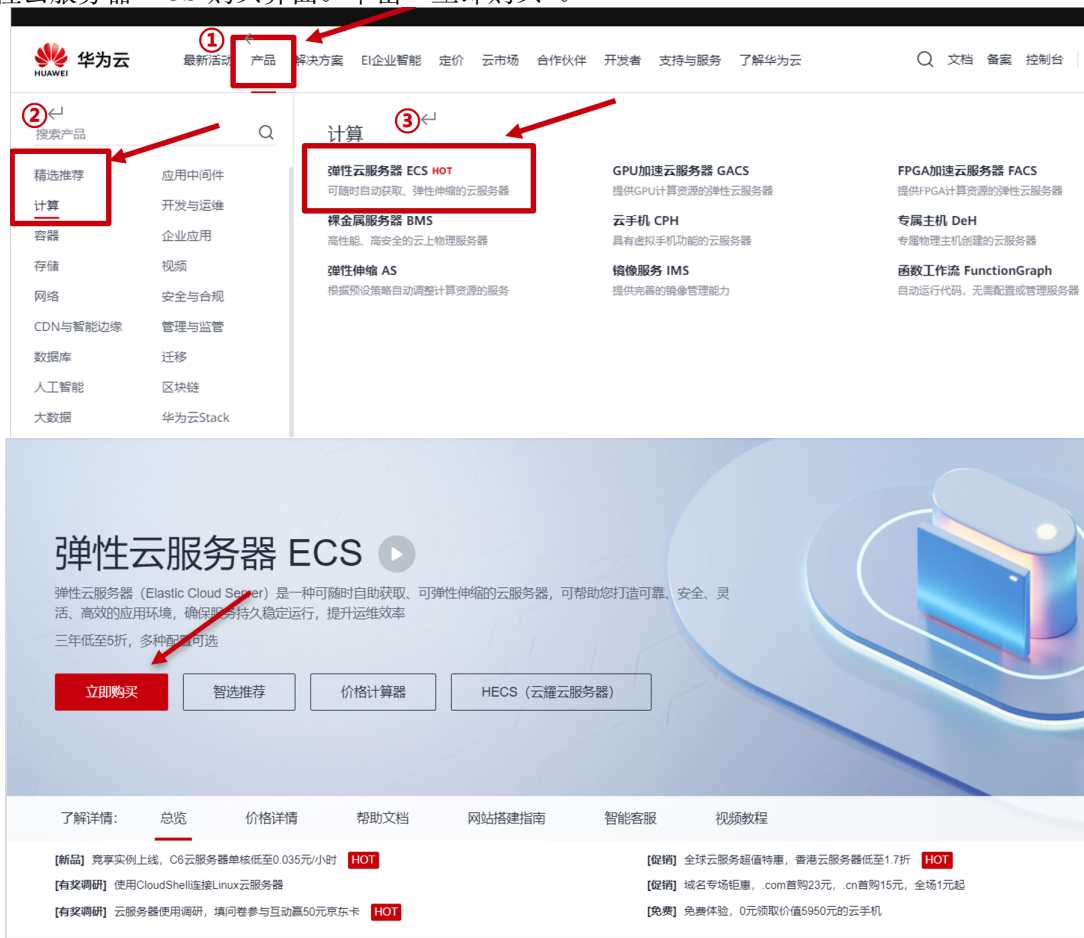 性云服务器 ECS 购买界面。单击“立即购买”。
①
HUAWEI 华为云 最新活动 产品 解决方案 EI企业智能 定价 云市场 合作伙伴 开发者 支持与服务 了解华为云 文档 备案 控制台
②
③
搜索产品
计算
精选推荐 应用中间件
计算 开发与运维
容器 企业应用
存储 视频
网络 安全与合规
CDN与智能边缘 管理与监管
数据库 迁移
人工智能 区块链
大数据 华为云Stack
弹性云服务器 ECS HOT
可随时自动获取、弹性伸缩的云服务器
GPU加速云服务器 GACS
提供GPU计算资源的弹性云服务器
FPGA加速云服务器 FACS
提供FPGA计算资源的弹性云服务器
裸金属服务器 BMS
高性能、高安全的云上物理服务器
云手机 CPH
具有虚拟手机功能的云服务器
专属主机 DeH
专属物理主机创建的云服务器
弹性伸缩 AS
根据预设策略自动调整计算资源的服务
镜像服务 IMS
提供完善的镜像管理能力
函数工作流 FunctionGraph
自动运行代码，无需配置或管理服务器
弹性云服务器 ECS
弹性云服务器（Elastic Cloud Server）是一种可随时自助获取、可弹性伸缩的云服务器，可帮助您打造可靠、安全、灵
活、高效的应用环境，确保服务持久稳定运行，提升运维效率
三年低至5折，多种配置可选
立即购买 智选推荐 价格计算器 HECS（云耀云服务器）
了解详情: 总览 价格详情 帮助文档 网站搭建指南 智能客服 视频教程
[新品] 竞享实例上线，C6云服务器单核低至0.035元/小时 HOT
[促销] 全球云服务超值特惠，香港云服务器低至1.7折 HOT
[有奖调研] 使用CloudShell连接Linux云服务器
[促销] 域名专场钜惠，.com首购23元，.cn首购15元，全场1元起
[有奖调研] 云服务器使用调研，填问卷参与互动赢50元京东卡 HOT
[免费] 免费体验，0元领取价值5950元的云手机